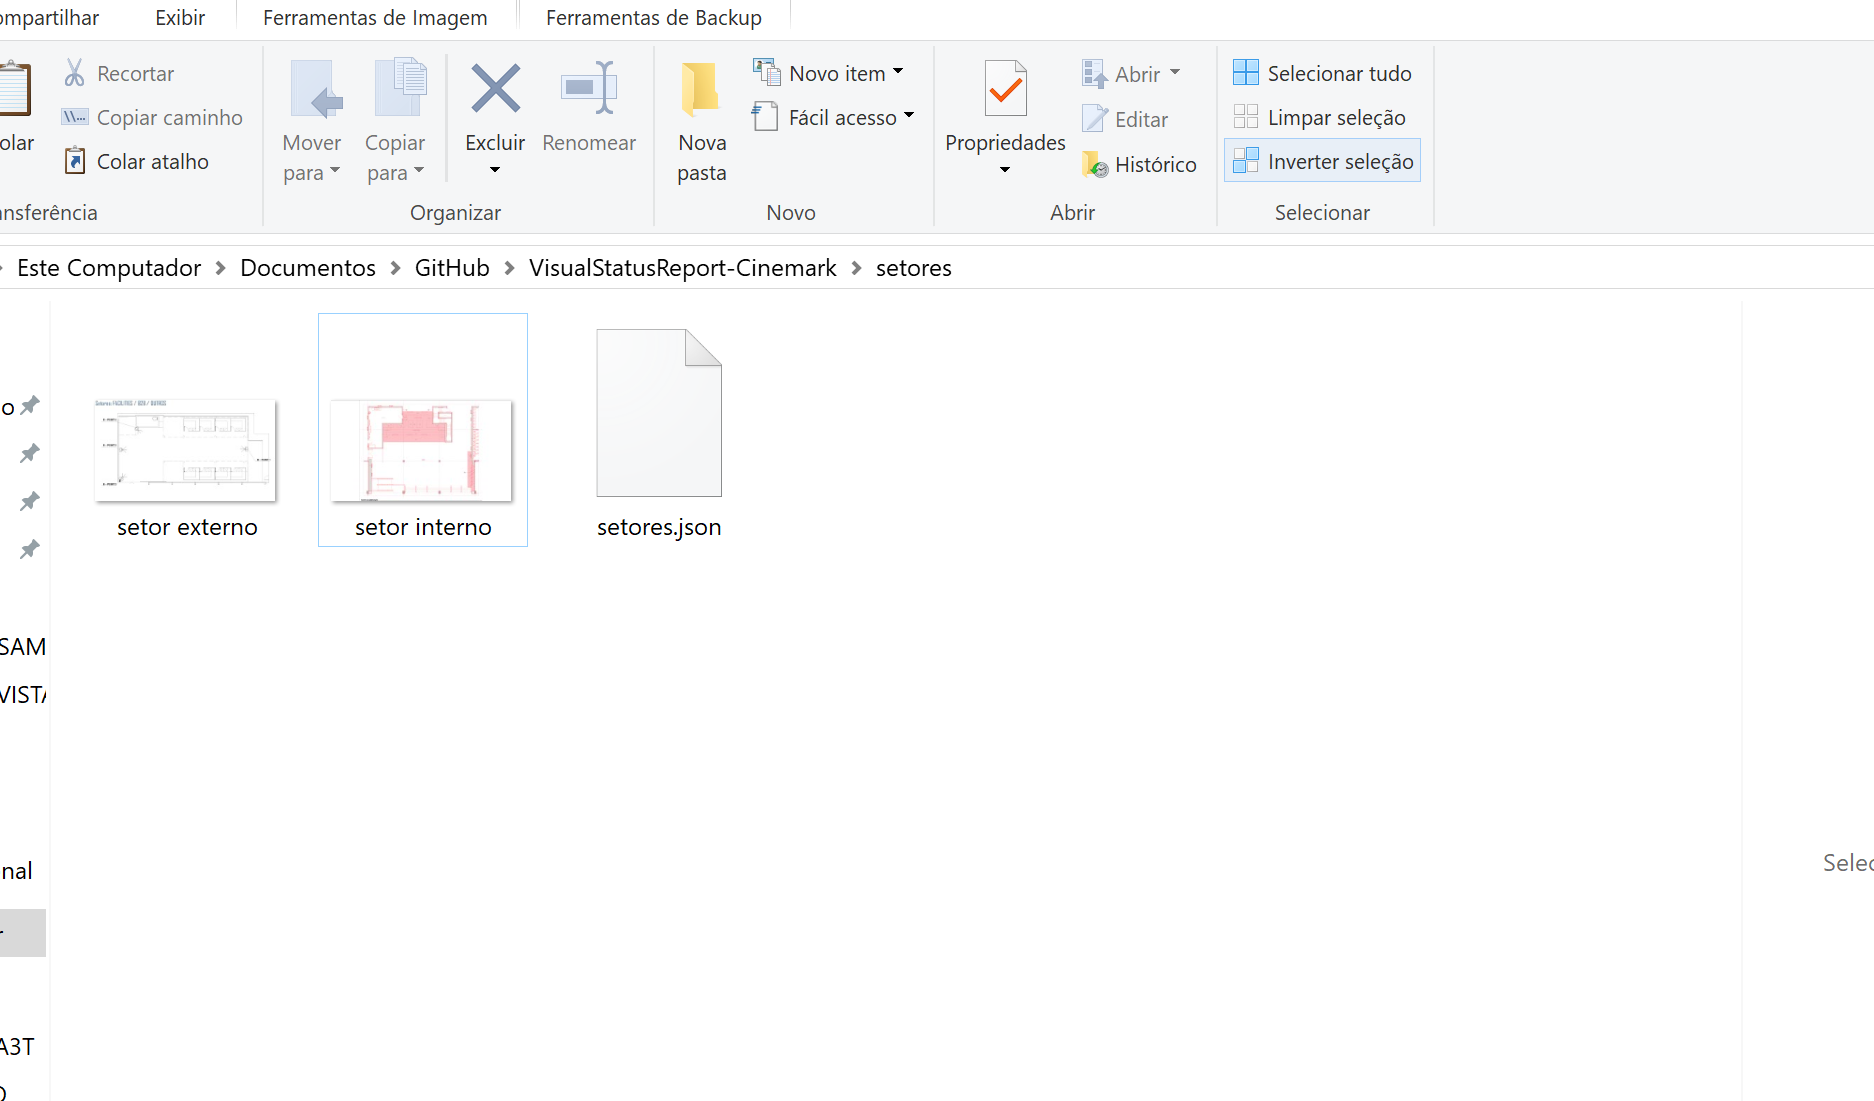 ompartilhar
Exibir
Ferramentas de Imagem
Ferramentas de Backup
olar
Recortar
Copiar caminho
Colar atalho
ansferência
Mover para
Copiar para
Excluir
Renomear
Organizar
Nova pasta
Novo item
Fácil acesso
Novo
Propriedades
Abrir
Editar
Histórico
Abrir
Selecionar tudo
Limpar seleção
Inverter seleção
Selecionar
Este Computador
Documentos
GitHub
VisualStatusReport-Cinemark
setores
o
setor externo
setor interno
setores.json
SAM
VISTA
nal
Selec
A3T